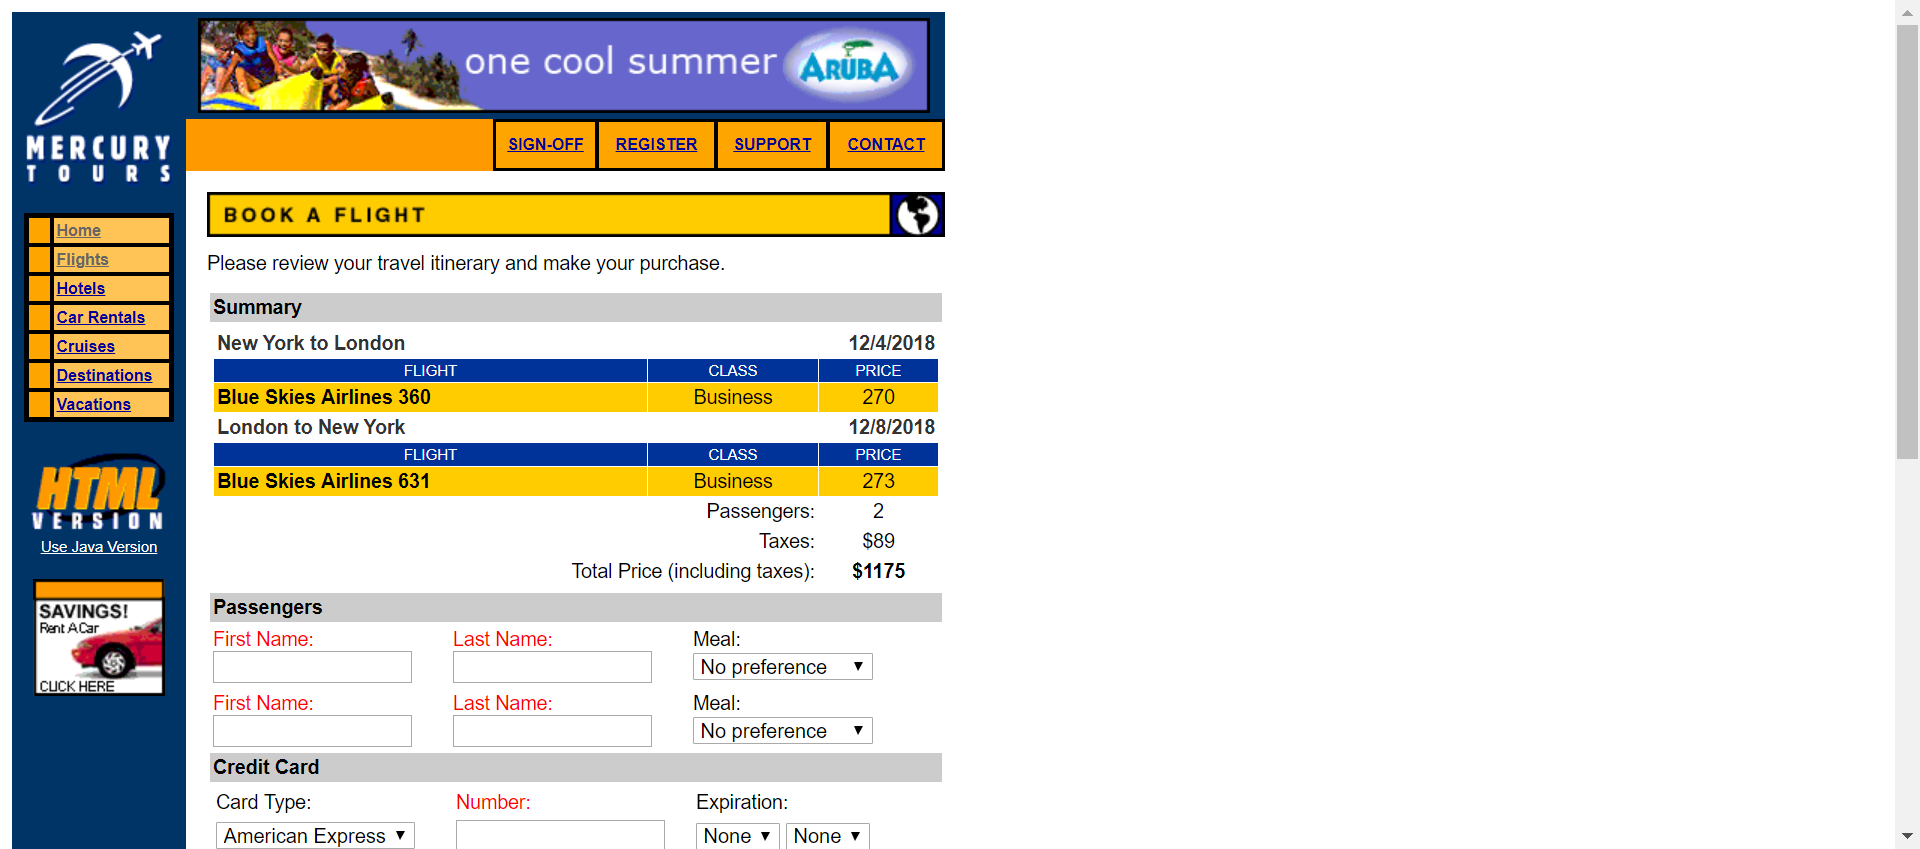 one cool summer ARUBA
MERCURY
TOURS
SIGN-OFF REGISTER SUPPORT CONTACT
BOOK A FLIGHT
Home
Flights
Hotels
Car Rentals
Cruises
Destinations
Vacations
HTML
VERSION
Use Java Version
SAVINGS!
Rent A Car
CLICK HERE
Please review your travel itinerary and make your purchase.
Summary
New York to London 12/4/2018
FLIGHT CLASS PRICE
Blue Skies Airlines 360 Business 270
London to New York 12/8/2018
FLIGHT CLASS PRICE
Blue Skies Airlines 631 Business 273
Passengers: 2
Taxes: $89
Total Price (including taxes): $1175
Passengers
First Name: Last Name: Meal:
No preference
First Name: Last Name: Meal:
No preference
Credit Card
Card Type: Number: Expiration:
American Express None None